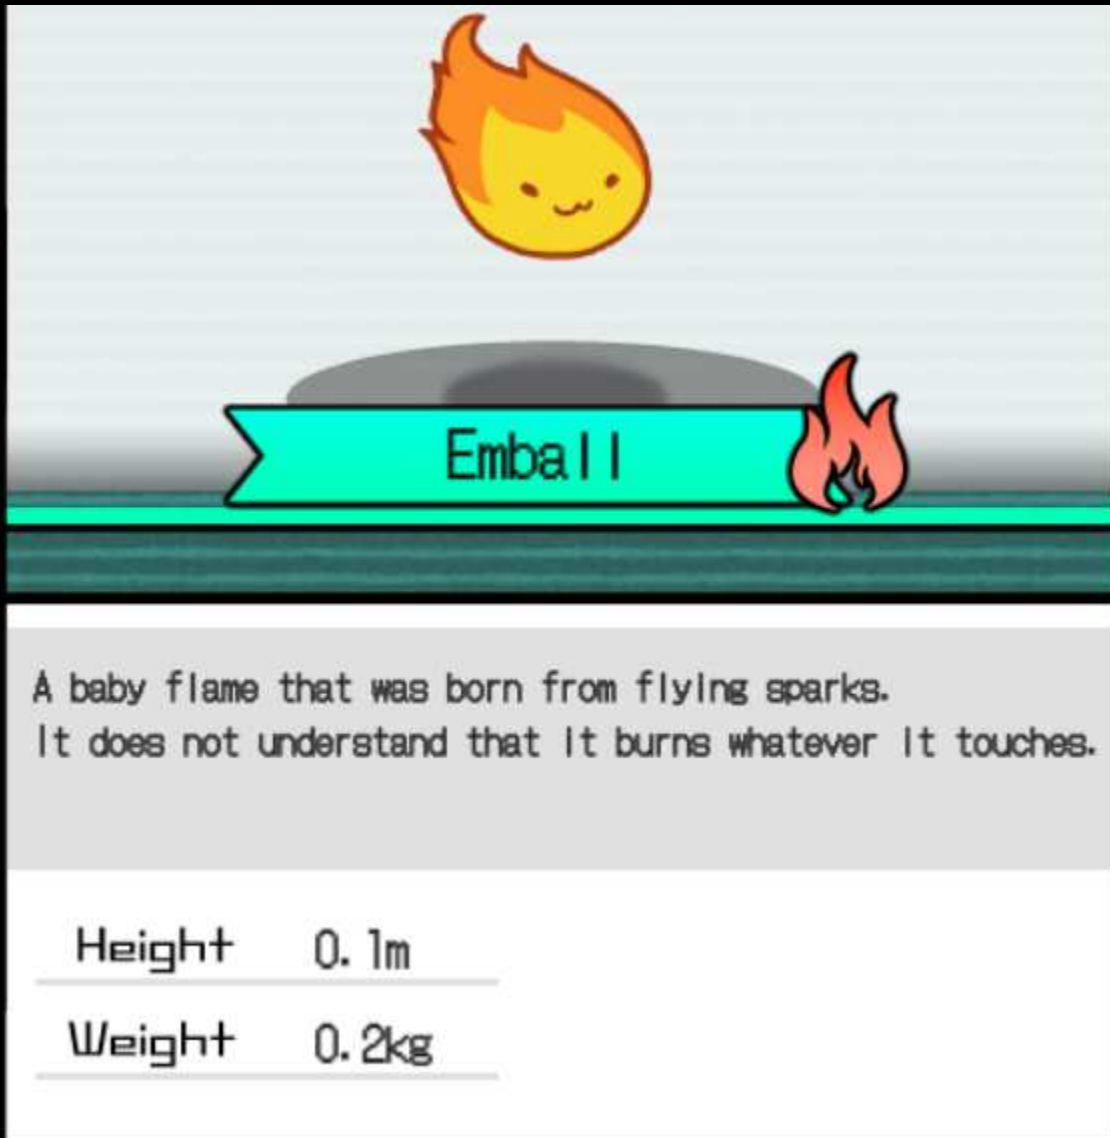 Emball
A baby flame that was born from flying sparks.
It does not understand that it burns whatever it touches.
Height 0.1m
Weight 0.2kg